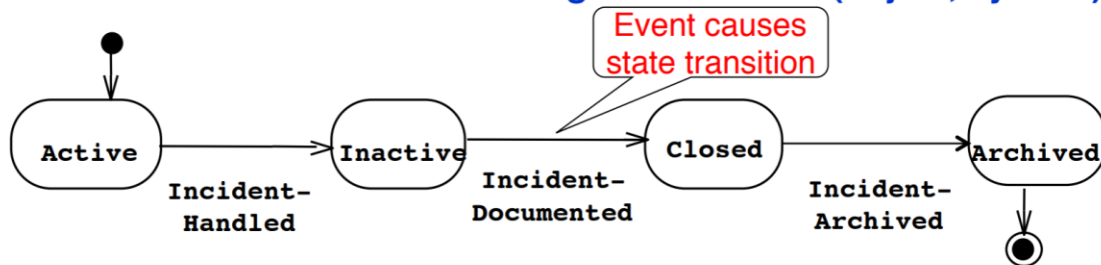 Event causes
state transition
Active
Inactive
Closed
Archived
Incident-
Handled
Incident-
Documented
Incident-
Archived